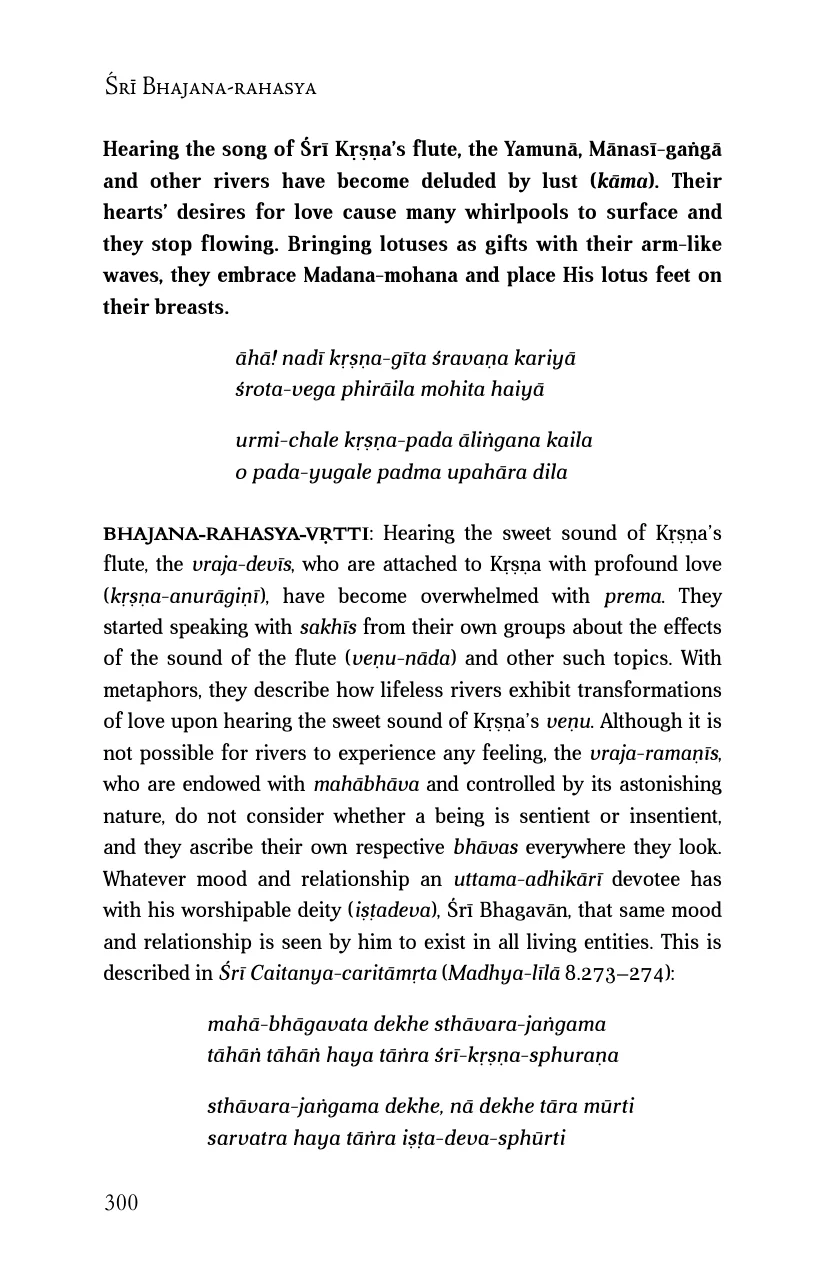 Śrī Bhajana-rahasya
Hearing the song of Śrī Kṛṣṇa’s flute, the Yamunā, Mānasī-gaṅgā
and other rivers have become deluded by lust (kāma). Their
hearts’ desires for love cause many whirlpools to surface and
they stop flowing. Bringing lotuses as gifts with their arm-like
waves, they embrace Madana-mohana and place His lotus feet on
their breasts.
āhā! nadī kṛṣṇa-gīta śravaṇa kariyā
śrota-vega phirāila mohita haiyā
urmi-chale kṛṣṇa-pada āliṅgana kaila
o pada-yugale padma upahāra dila
BHAJANA-RAHASYA-VṚTTI: Hearing the sweet sound of Kṛṣṇa’s
flute, the vraja-devīs, who are attached to Kṛṣṇa with profound love
(kṛṣṇa-anurāgiṇī), have become overwhelmed with prema. They
started speaking with sakhīs from their own groups about the effects
of the sound of the flute (veṇu-nāda) and other such topics. With
metaphors, they describe how lifeless rivers exhibit transformations
of love upon hearing the sweet sound of Kṛṣṇa’s veṇu. Although it is
not possible for rivers to experience any feeling, the vraja-ramaṇīs,
who are endowed with mahābhāva and controlled by its astonishing
nature, do not consider whether a being is sentient or insentient,
and they ascribe their own respective bhāvas everywhere they look.
Whatever mood and relationship an uttama-adhikārī devotee has
with his worshipable deity (iṣṭadeva), Śrī Bhagavān, that same mood
and relationship is seen by him to exist in all living entities. This is
described in Śrī Caitanya-caritāmṛta (Madhya-līlā 8.273–274):
mahā-bhāgavata dekhe sthāvara-jaṅgama
tāhāṅ tāhāṅ haya tāṅra śrī-kṛṣṇa-sphuraṇa
sthāvara-jaṅgama dekhe, nā dekhe tāra mūrti
sarvatra haya tāṅra iṣṭa-deva-sphūrti
300